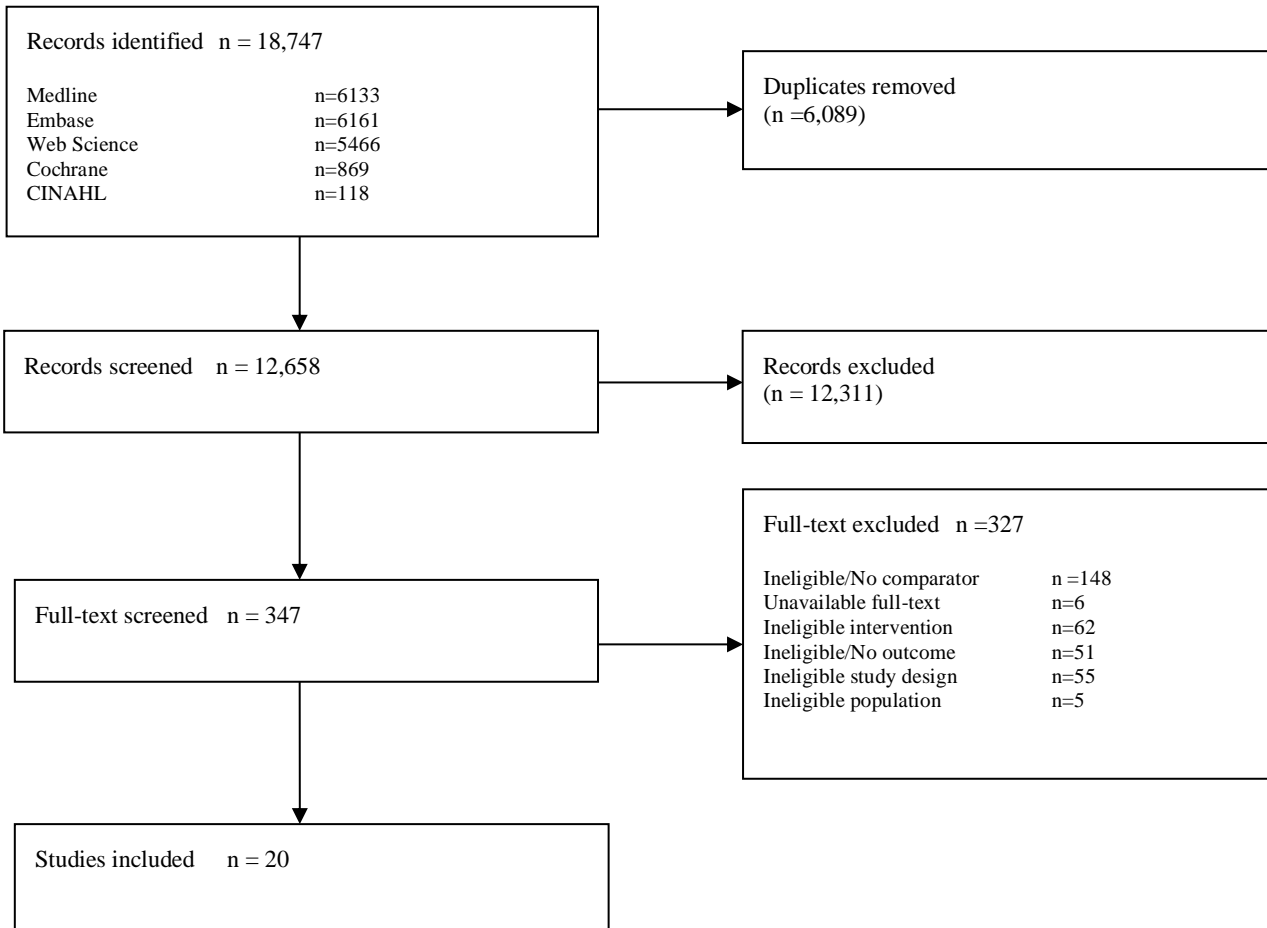 Records identified n = 18,747
Medline n=6133
Embase n=6161
Web Science n=5466
Cochrane n=869
CINAHL n=118
Duplicates removed
(n =6,089)
Records screened n = 12,658
Records excluded
(n = 12,311)
Full-text screened n = 347
Full-text excluded n =327
Ineligible/No comparator n =148
Unavailable full-text n=6
Ineligible intervention n=62
Ineligible/No outcome n=51
Ineligible study design n=55
Ineligible population n=5
Studies included n = 20